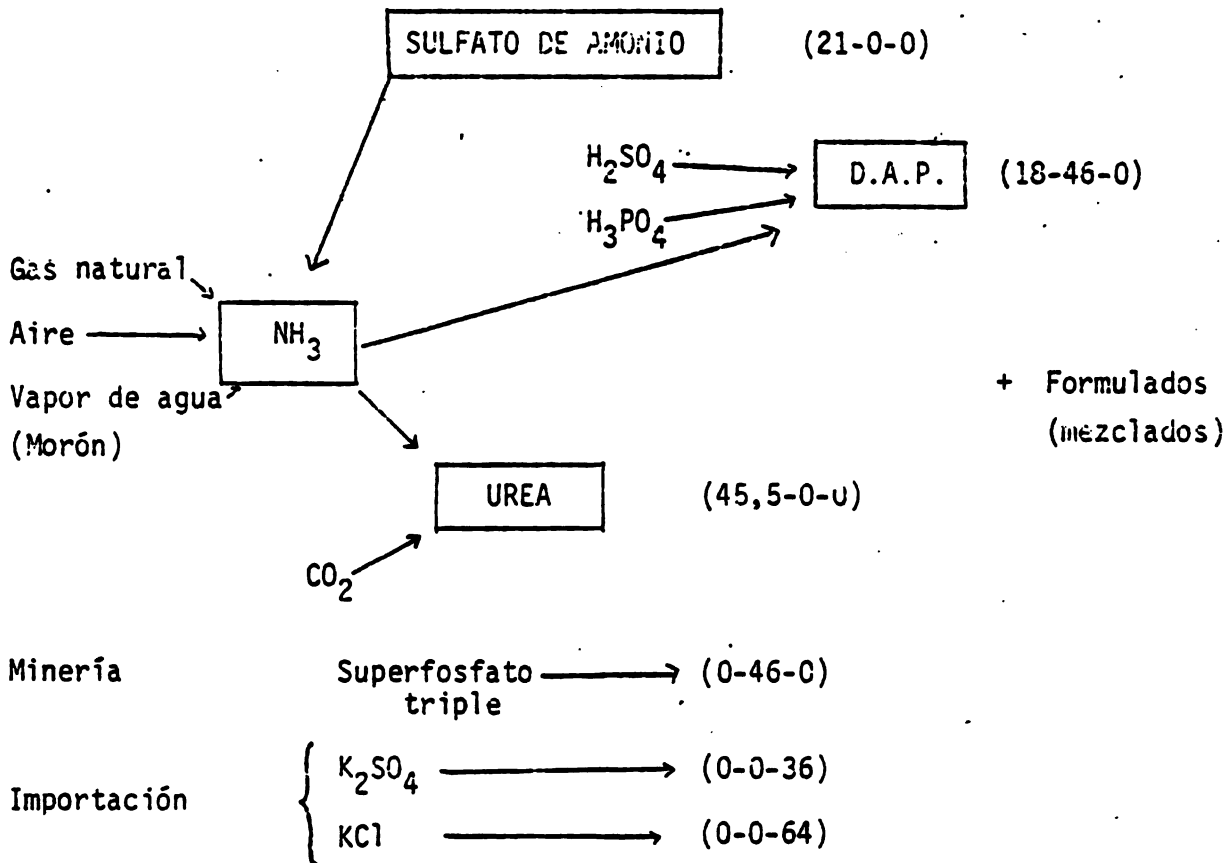 SULFATO DE AMONIO (21-0-0)
H2SO4
D.A.P. (18-46-0)
H3PO4
Gas natural
Aire
NH3
Vapor de agua
(Morón)
+ Formulados
(mezclados)
UREA (45,5-0-0)
CO2
Minería Superfosfato triple (0-46-0)
Importación
K2SO4 (0-0-36)
KCl (0-0-64)